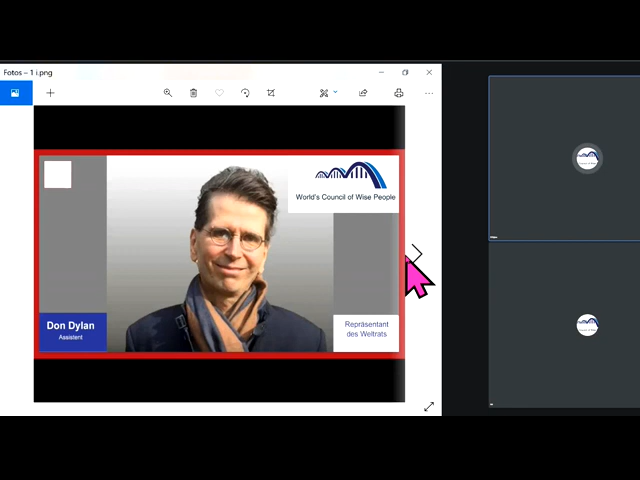 Fotos – 1 i.png
World's Council of Wise People
Don Dylan
Assistent
Repräsentant
des Weltrats